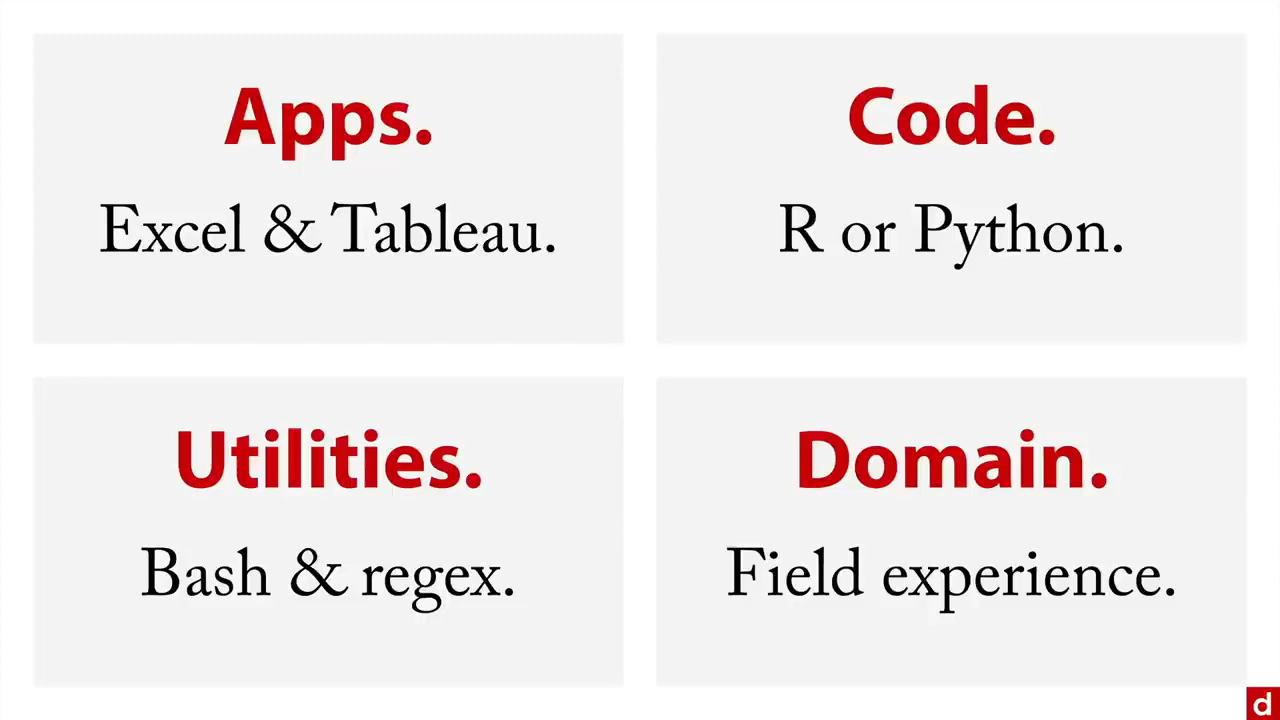 Apps.
Excel & Tableau.
Code.
R or Python.
Utilities.
Bash & regex.
Domain.
Field experience.
d